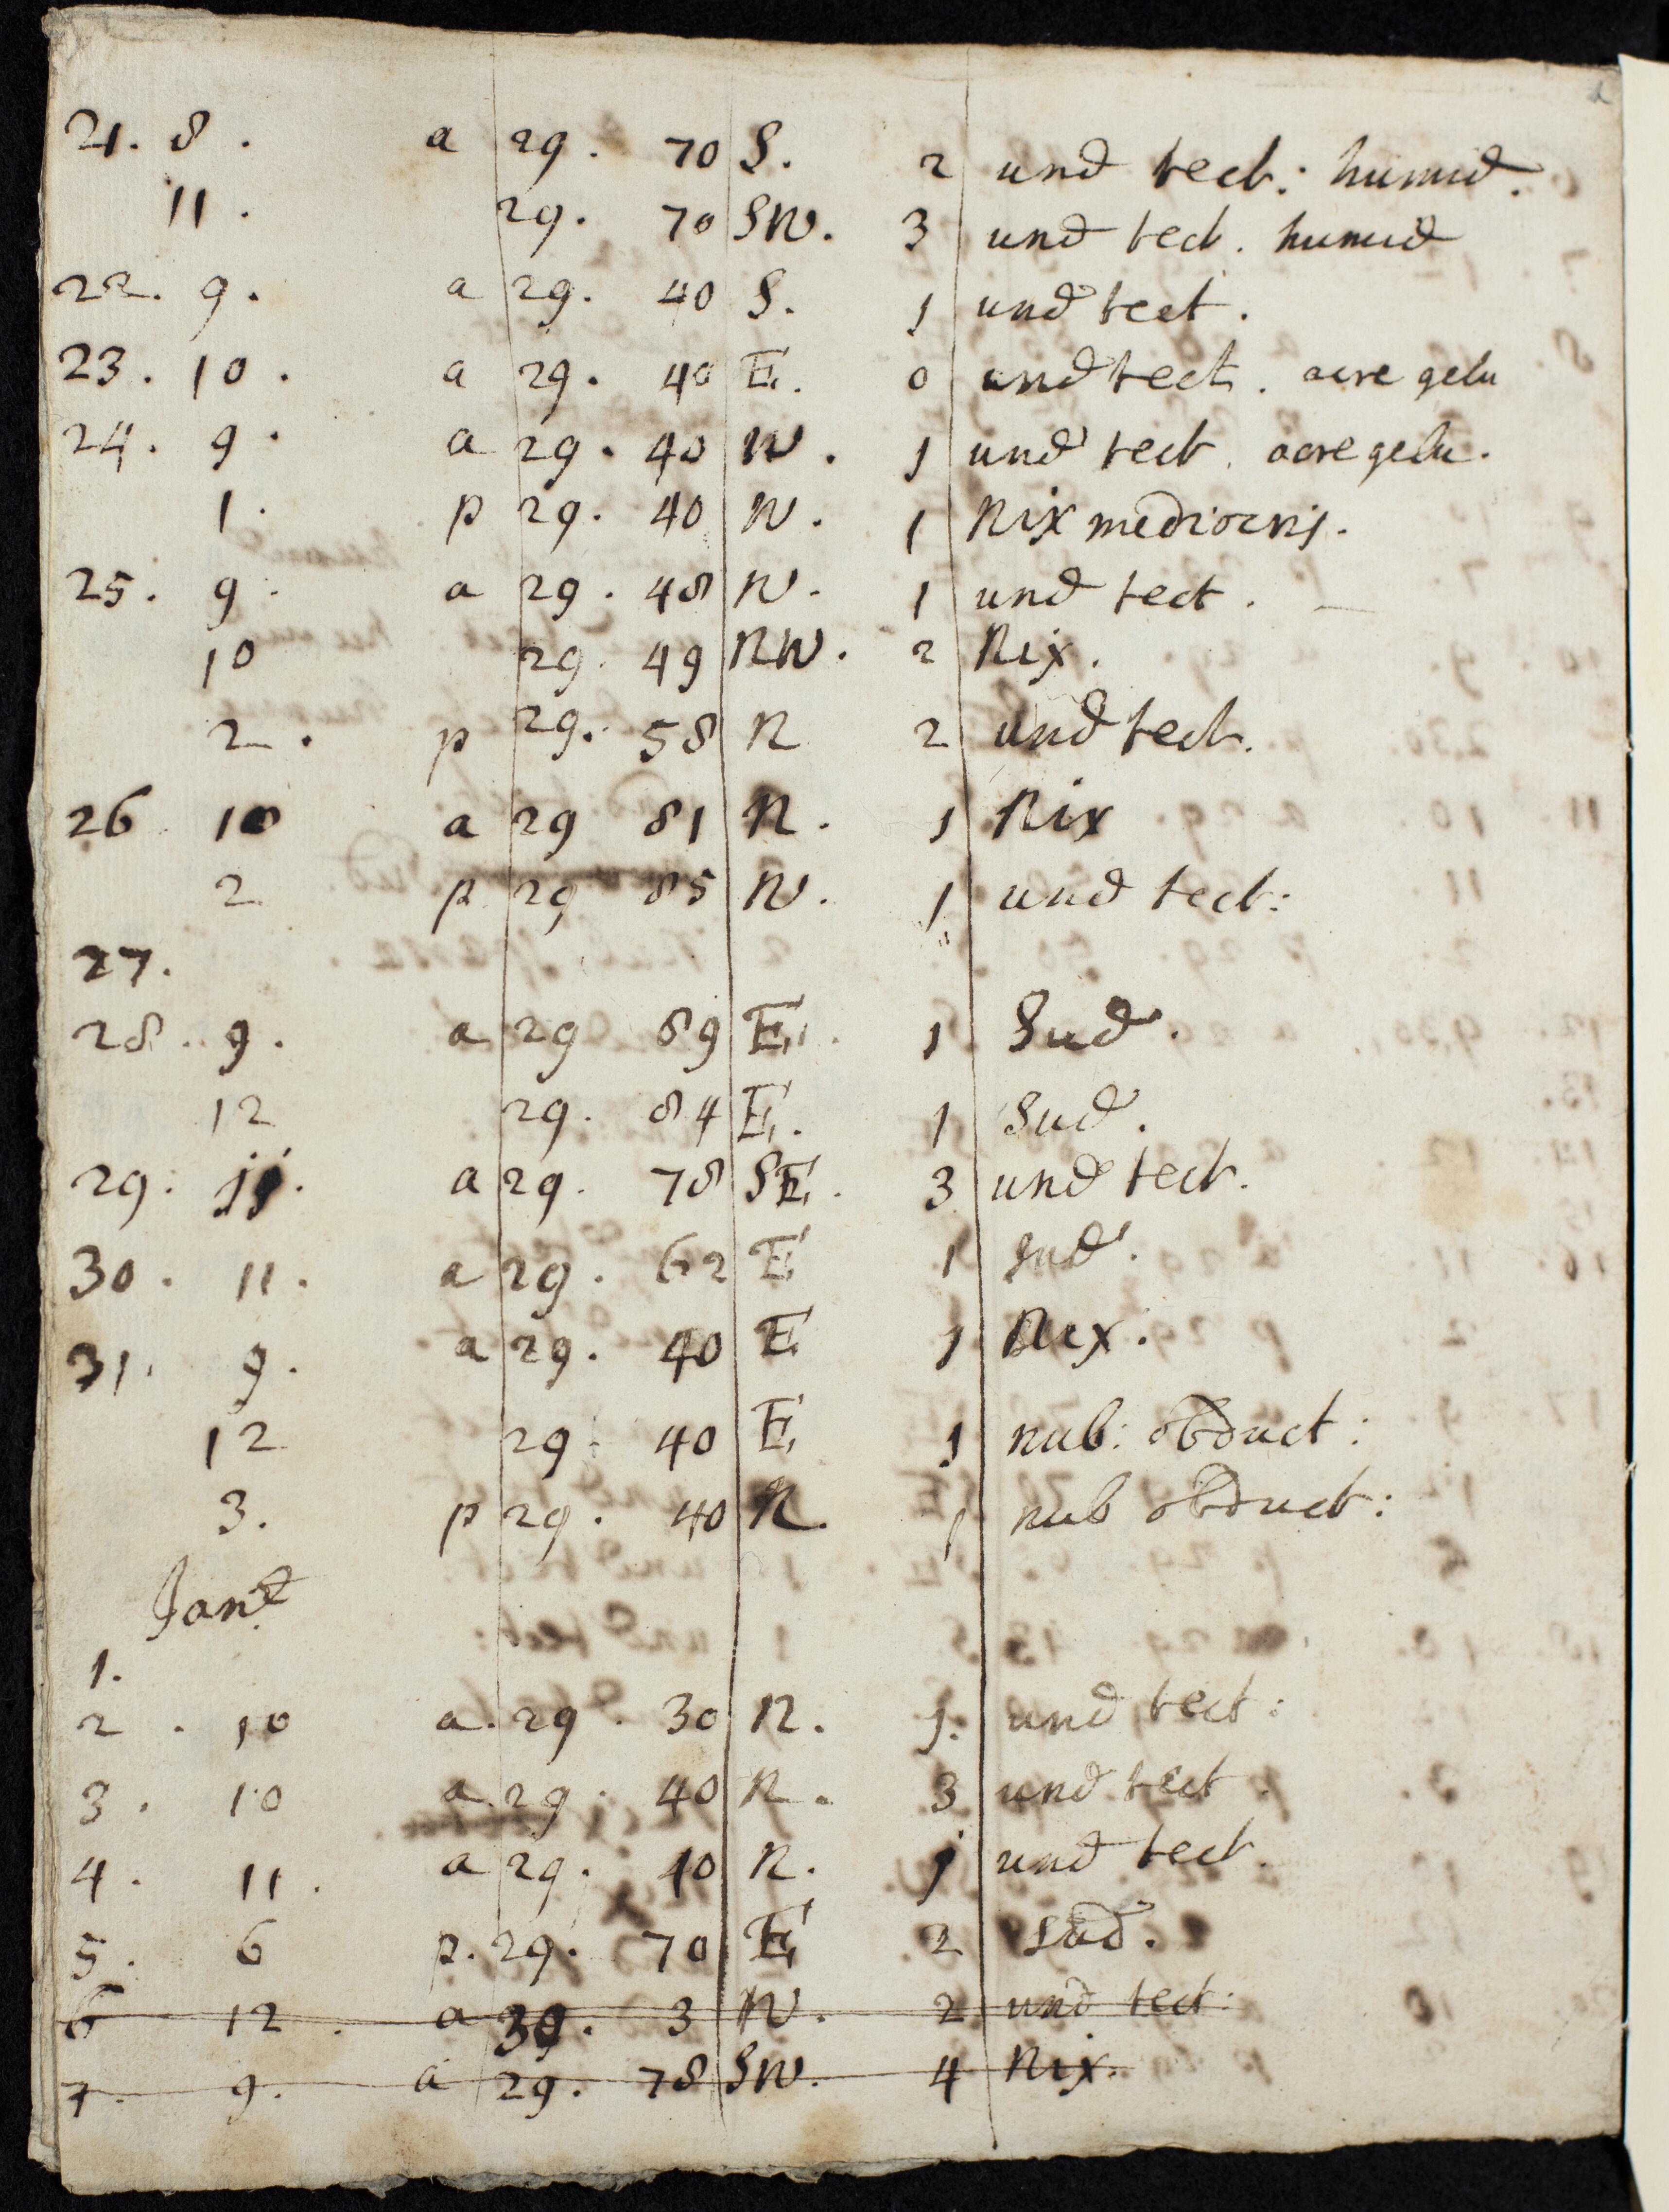 21. 8. a 29. 70 S. 2 und tect: humid.
11. 29. 70 SW. 3 und tect. humid
22. 9. a 29. 40 S. 1 und tect.
23. 10. a 29. 40 E. 0 und tect. acre gelu
24. 9. a 29. 40 W. 1 und tect. acre gelu.
1. p 29. 40 W. 1 Nix mediocris.
25. 9. a 29. 48 W. 1 und tect.
10 29. 49 NW. 2 Nix.
2. p 29. 58 N 2 und tect.
26 10 a 29 81 N. 1 Nix
2 p 29 85 W. 1 und tect:
27.
28. 9. a 29 89 E. 1 Sud.
12 29. 84 E. 1 Sud.
29. 11. a 29. 78 SE. 3 und tect.
30. 11. a 29. 62 E 1 Sud.
31. 9. a 29. 40 E 1 Nix.
12 29. 40 E 1 nub: obduct:
3. p 29. 40 N. 1 nub obduct:
Jan
1.
2. 10 a. 29. 30 N. 1. und tect:
3. 10 a. 29. 40 N. 3 und tect.
4. 11. a 29. 40 N. 1 und tect.
5. 6 p. 29. 70 E 2 sud.
6 12. a 30. 3 W. 2 und tect:
7. 9. a 29. 78 SW. 4 Nix.